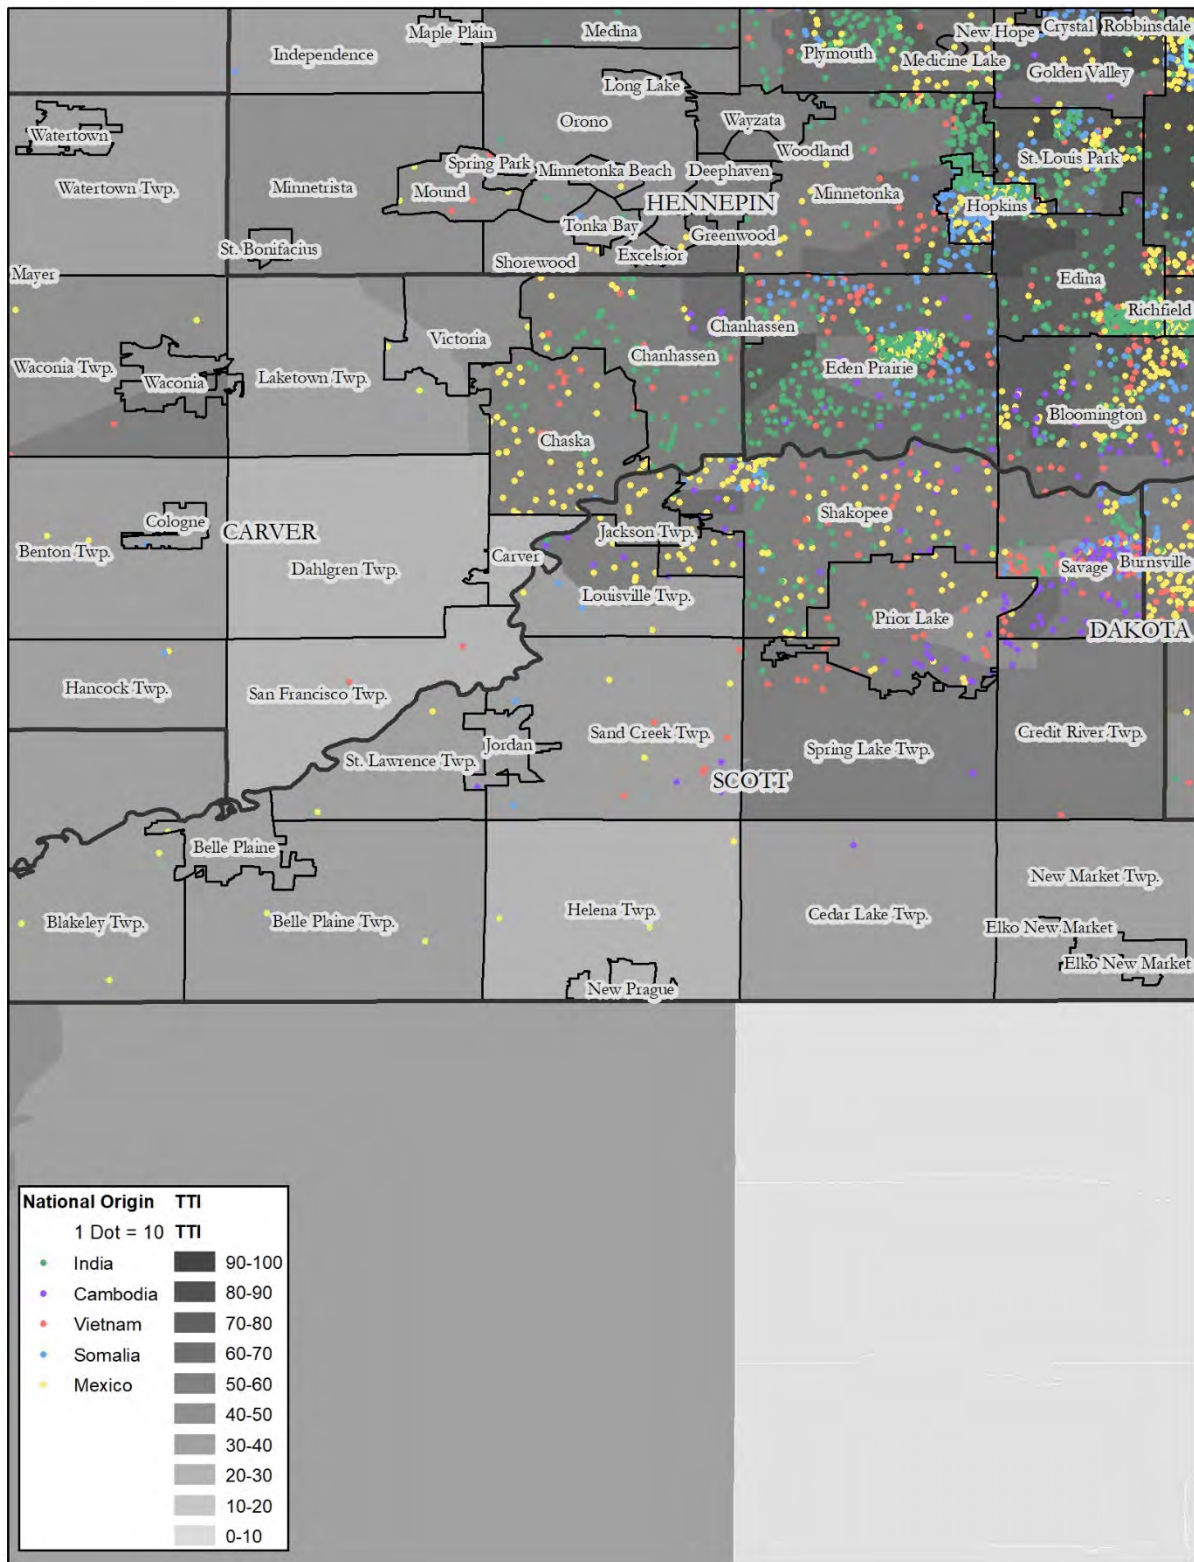 Maple Plain
Medina
New Hope
Crystal
Robbinsdale
Independence
Plymouth
Medicine Lake
Golden Valley
Long Lake
Watertown
Orono
Wayzata
Woodland
St. Louis Park
Spring Park
Minnetonka Beach
Deephaven
Watertown Twp.
Minnetrista
Mound
HENNEPIN
Minnetonka
Hopkins
Tonka Bay
Greenwood
St. Bonifacius
Excelsior
Shorewood
Mayer
Edina
Richfield
Victoria
Chanhassen
Chanhassen
Waconia Twp.
Waconia
Laketown Twp.
Eden Prairie
Bloomington
Chaska
Shakopee
Cologne
CARVER
Jackson Twp.
Benton Twp.
Carver
Dahlgren Twp.
Savage
Burnsville
Louisville Twp.
Prior Lake
DAKOTA
Hancock Twp.
San Francisco Twp.
Sand Creek Twp.
Credit River Twp.
Jordan
Spring Lake Twp.
St. Lawrence Twp.
SCOTT
Belle Plaine
New Market Twp.
Blakeley Twp.
Belle Plaine Twp.
Helena Twp.
Cedar Lake Twp.
Elko New Market
Elko New Market
New Prague
National Origin TTI
1 Dot = 10 TTI
India 90-100
Cambodia 80-90
Vietnam 70-80
Somalia 60-70
Mexico 50-60
40-50
30-40
20-30
10-20
0-10